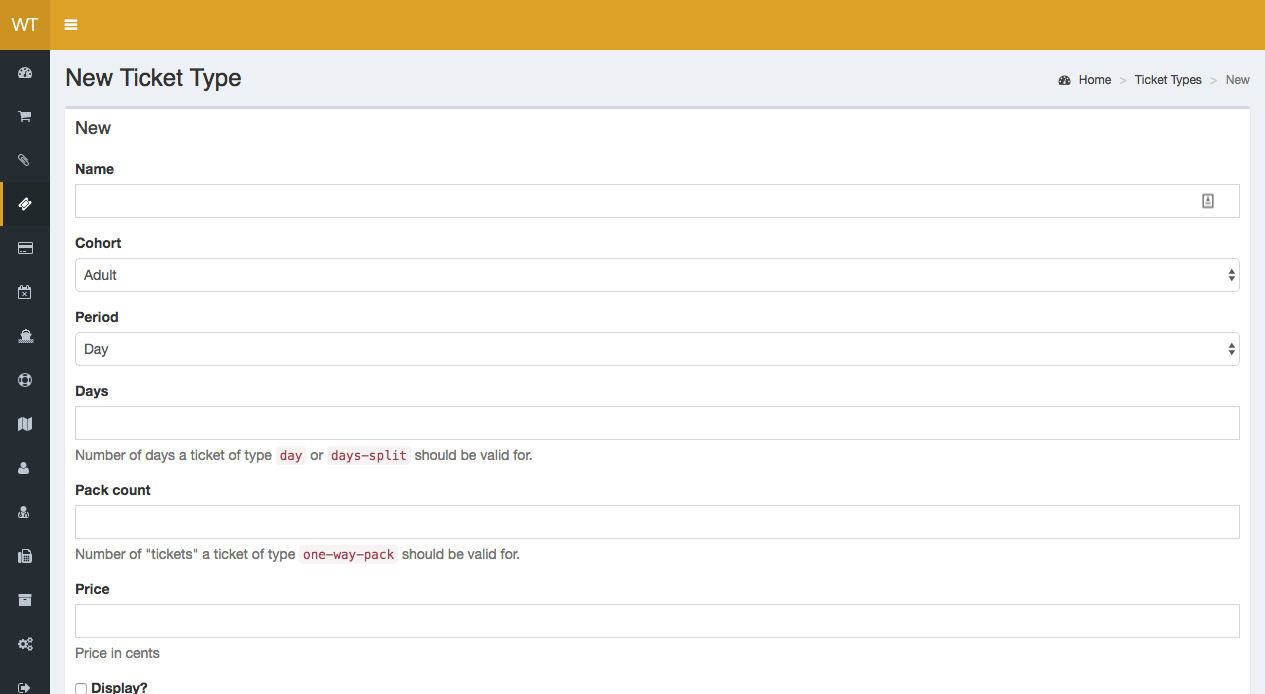 WT
New Ticket Type
Home > Ticket Types > New
New
Name
Cohort
Adult
Period
Day
Days
Number of days a ticket of type day or days-split should be valid for.
Pack count
Number of "tickets" a ticket of type one-way-pack should be valid for.
Price
Price in cents
Display?